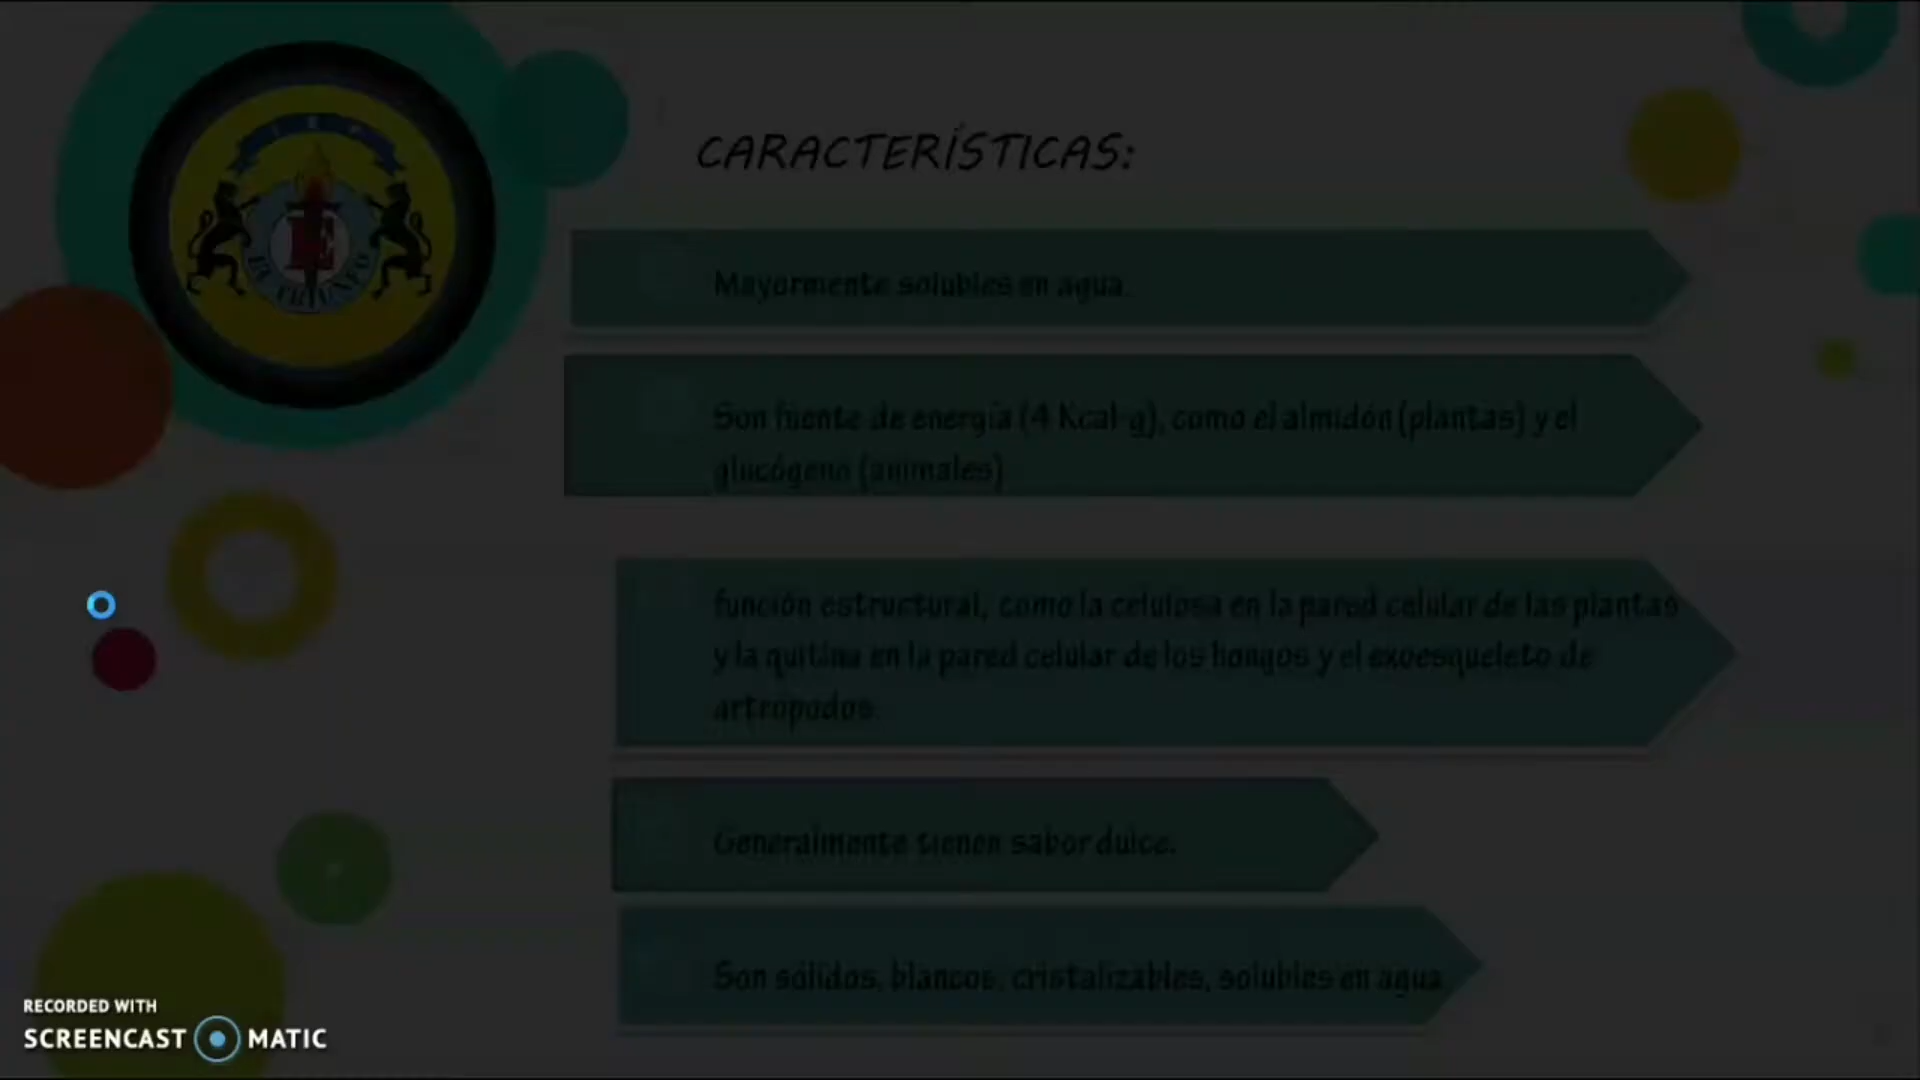 I E P
E
EL TRIUNFO
CARACTERÍSTICAS:
Mayormente solubles en agua.
Son fuente de energía (4 Kcal-g), como el almidón (plantas) y el
glucógeno (animales)
función estructural, como la celulosa en la pared celular de las plantas
y la quitina en la pared celular de los hongos y el exoesqueleto de
artrópodos
Generalmente tienen sabor dulce.
Son sólidos, blancos, cristalizables, solubles en agua
RECORDED WITH
SCREENCAST MATIC